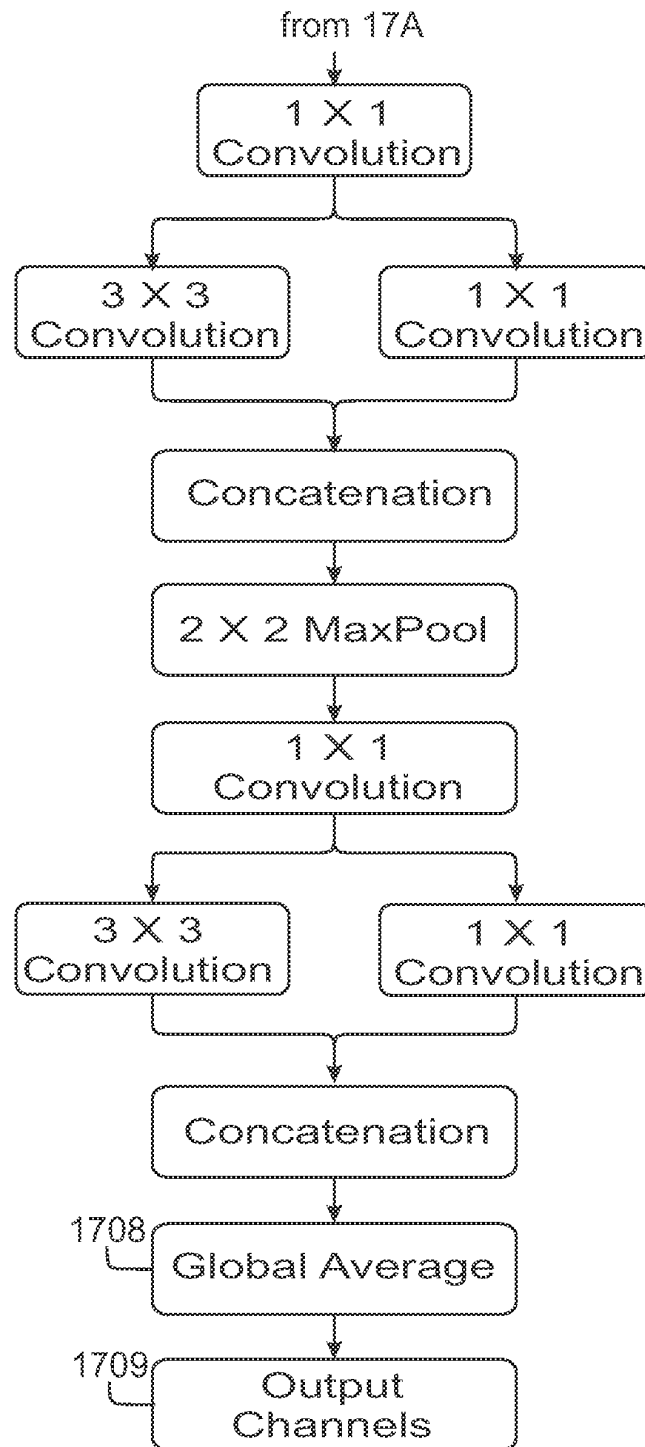 from 17A
1 X 1
Convolution
3 X 3
Convolution
1 X 1
Convolution
Concatenation
2 X 2 MaxPool
1 X 1
Convolution
3 X 3
Convolution
1 X 1
Convolution
Concatenation
1708
Global Average
1709
Output
Channels